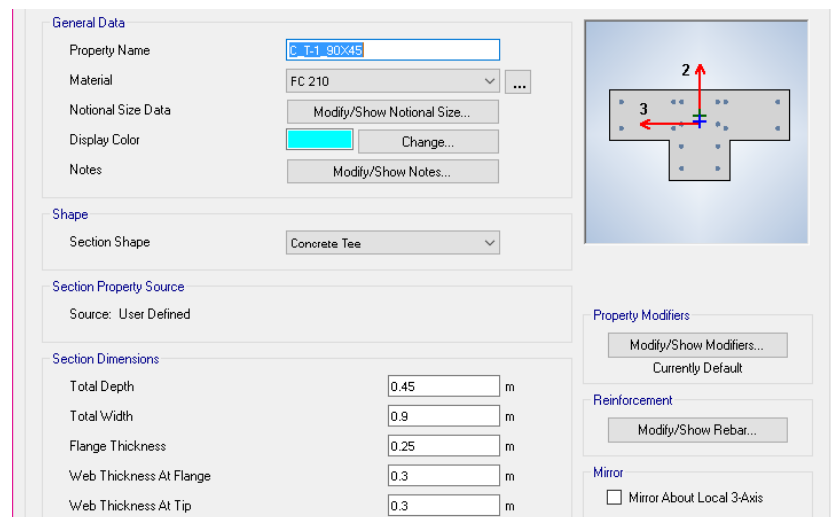 General Data
Property Name C_T-1_90X45
Material FC 210 ...
Notional Size Data Modify/Show Notional Size...
Display Color Change...
Notes Modify/Show Notes...
2
3
Shape
Section Shape Concrete Tee
Section Property Source
Source: User Defined
Property Modifiers
Modify/Show Modifiers...
Currently Default
Section Dimensions
Total Depth 0.45 m
Total Width 0.9 m
Flange Thickness 0.25 m
Web Thickness At Flange 0.3 m
Web Thickness At Tip 0.3 m
Reinforcement
Modify/Show Rebar...
Mirror
Mirror About Local 3-Axis